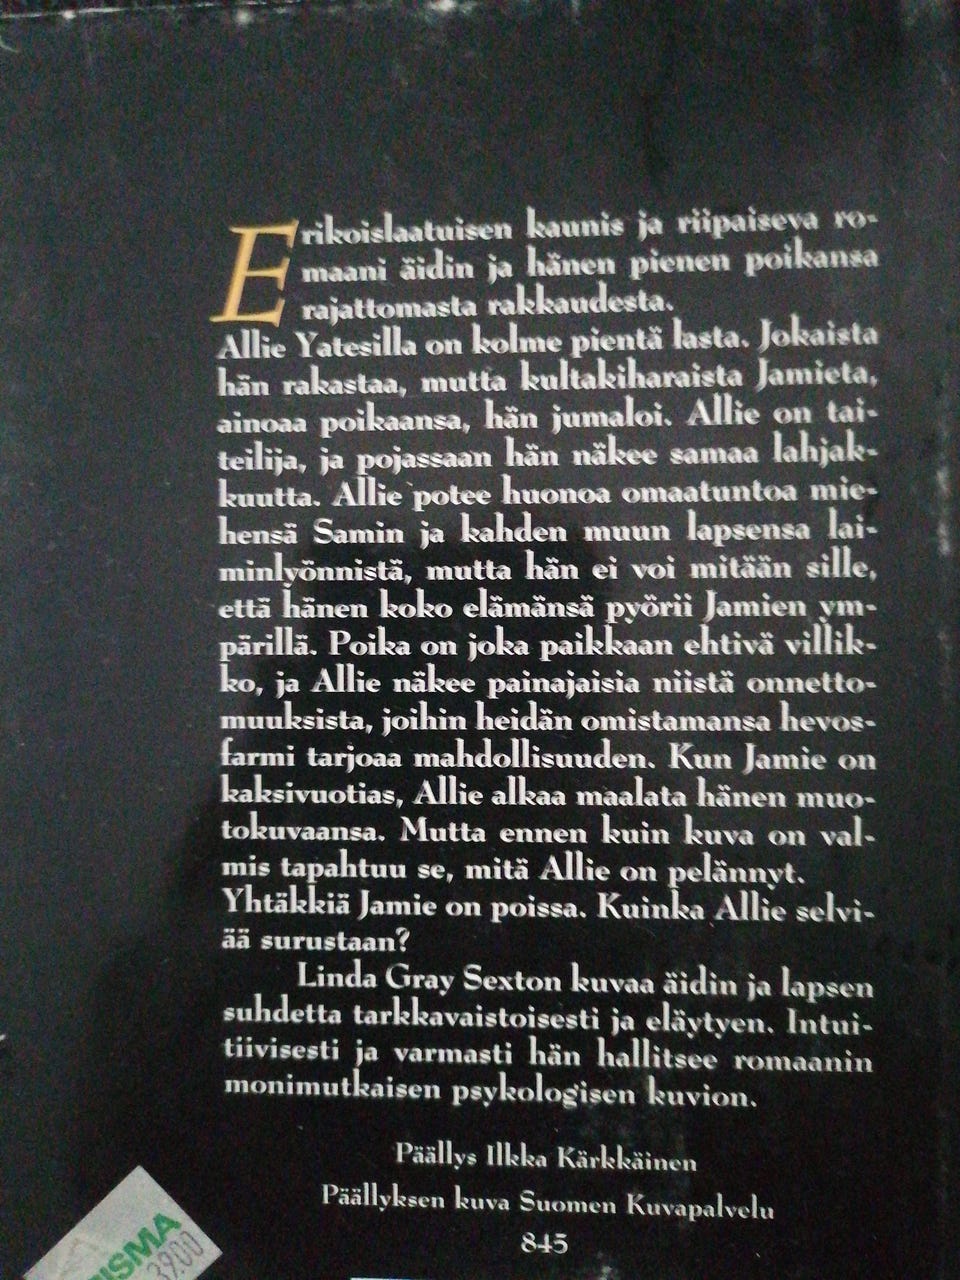 Erikoislaatuisen kaunis ja riipaiseva ro-
maani äidin ja hänen pienen poikansa
rajattomasta rakkaudesta.
Allie Yatesilla on kolme pientä lasta. Jokaista
hän rakastaa, mutta kultakiharaista Jamieta,
ainoaa poikaansa, hän jumaloi. Allie on tai-
teilija, ja pojassaan hän näkee samaa lahjak-
kuutta. Allie potee huonoa omaatuntoa mie-
hensä Samin ja kahden muun lapsensa lai-
minlyönnistä, mutta hän ei voi mitään sille,
että hänen koko elämänsä pyörii Jamien ym-
pärillä. Poika on joka paikkaan ehtivä villik-
ko, ja Allie näkee painajaisia niistä onnetto-
muuksista, joihin heidän omistamansa hevos-
farmi tarjoaa mahdollisuuden. Kun Jamie on
kaksivuotias, Allie alkaa maalata hänen muo-
tokuvaansa. Mutta ennen kuin kuva on val-
mis tapahtuu se, mitä Allie on pelännyt.
Yhtäkkiä Jamie on poissa. Kuinka Allie selvi-
ää surustaan?
Linda Gray Sexton kuvaa äidin ja lapsen
suhdetta tarkkavaistoisesti ja eläytyen. Intui-
tiivisesti ja varmasti hän hallitsee romaanin
monimutkaisen psykologisen kuvion.
Päällys Ilkka Kärkkäinen
Päällyksen kuva Suomen Kuvapalvelu
845
RISMA
39.00